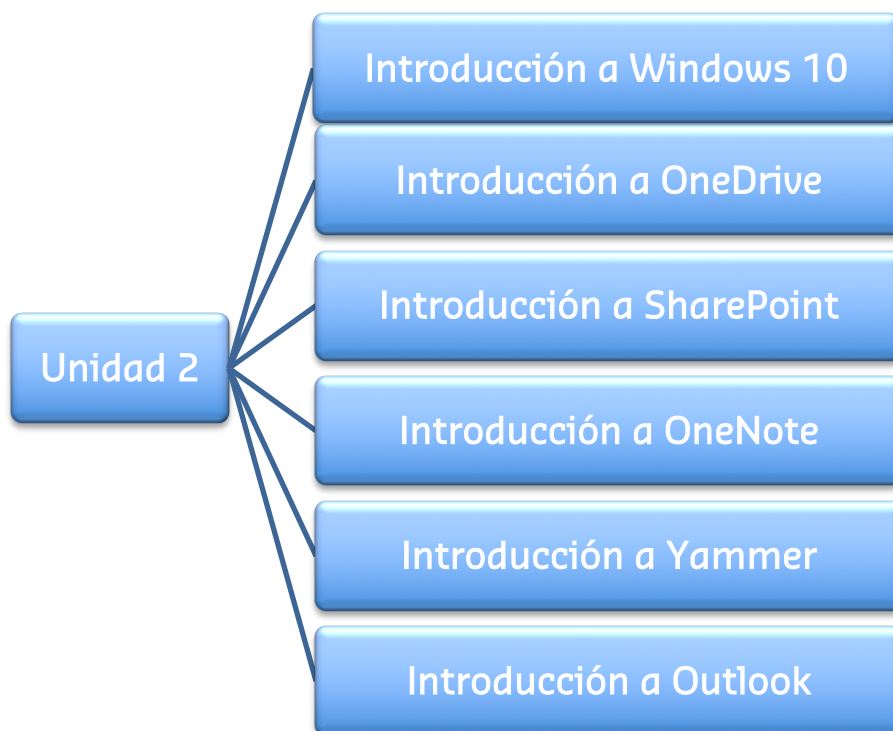 Introducción a Windows 10
Introducción a OneDrive
Introducción a SharePoint
Unidad 2
Introducción a OneNote
Introducción a Yammer
Introducción a Outlook